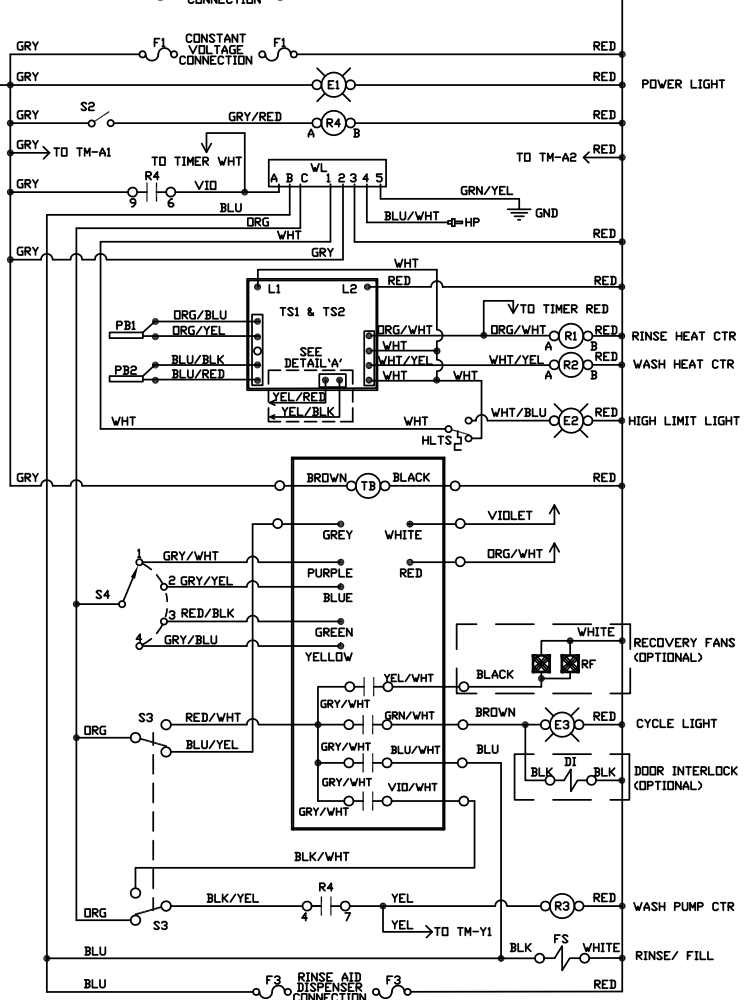 CONNECTION
GRY F1 CONSTANT VOLTAGE CONNECTION F1 RED
GRY E1 RED POWER LIGHT
S2
GRY GRY/RED A R4 B RED
GRY TO TM-A1 TO TIMER WHT TO TM-A2 RED
WL
A B C 1 2 3 4 5
GRY R4 9 6 VIO GRN/YEL GND
BLU BLU/WHT HP
ORG
WHT RED
GRY GRY
WHT
L1 L2 RED
TS1 & TS2 TO TIMER RED
PB1 ORG/BLU
ORG/YEL ORG/WHT ORG/WHT A R1 B RED RINSE HEAT CTR
SEE DETAIL 'A' WHT
PB2 BLU/BLK WHT/YEL WHT/YEL A R2 B RED WASH HEAT CTR
BLU/RED WHT WHT
YEL/RED
YEL/BLK
WHT WHT HLTS WHT/BLU E2 RED HIGH LIMIT LIGHT
GRY BROWN TB BLACK RED
GREY WHITE VIOLET
1 GRY/WHT PURPLE RED ORG/WHT
2 GRY/YEL BLUE
S4
3 RED/BLK GREEN
4 GRY/BLU YELLOW
WHITE RECOVERY FANS
RF (OPTIONAL)
YEL/WHT BLACK
GRY/WHT
S3 RED/WHT GRN/WHT BROWN E3 RED CYCLE LIGHT
ORG BLU/YEL
GRY/WHT BLU/WHT BLU DI
BLK BLK DOOR INTERLOCK
(OPTIONAL)
GRY/WHT VIO/WHT
GRY/WHT
BLK/WHT
BLK/YEL R4 4 7 YEL R3 RED WASH PUMP CTR
ORG S3
YEL TO TM-Y1
BLU BLK FS WHITE RINSE/ FILL
BLU F3 RINSE AID DISPENSER CONNECTION F3 RED